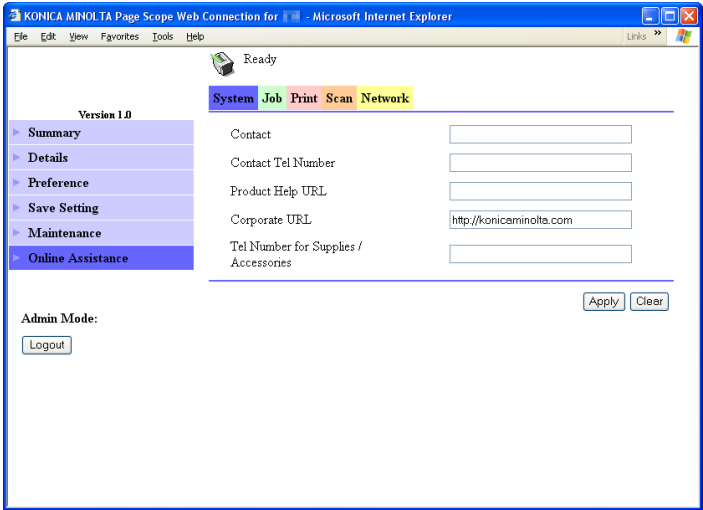 KONICA MINOLTA Page Scope Web Connection for - Microsoft Internet Explorer
File Edit View Favorites Tools Help
Links »
Ready
System Job Print Scan Network
Version 1.0
Summary
Details
Preference
Save Setting
Maintenance
Online Assistance
Contact
Contact Tel Number
Product Help URL
Corporate URL http://konicaminolta.com
Tel Number for Supplies /
Accessories
Apply Clear
Admin Mode:
Logout